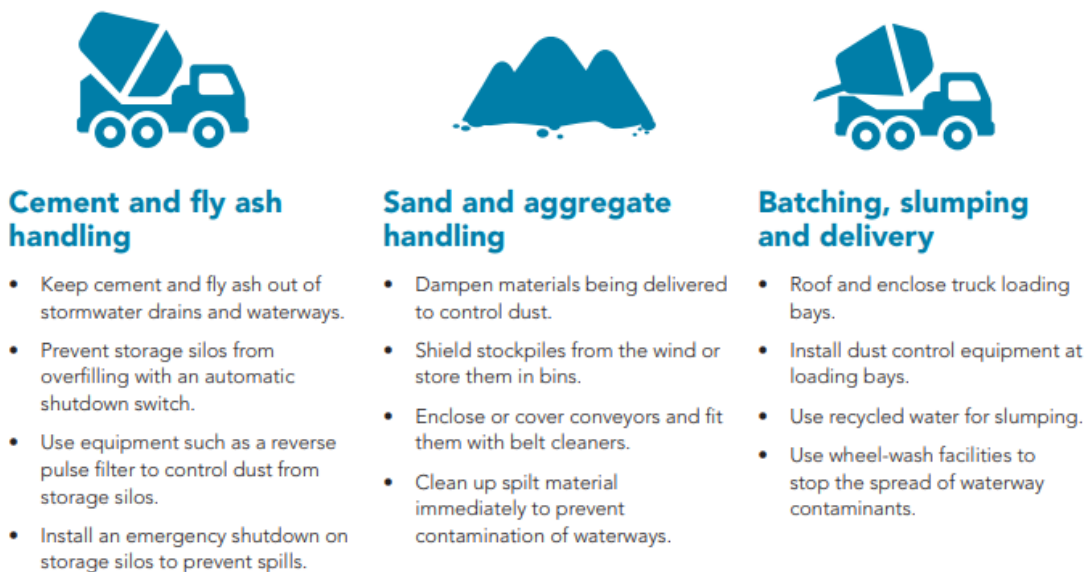 Cement and fly ash
handling
• Keep cement and fly ash out of
stormwater drains and waterways.
• Prevent storage silos from
overfilling with an automatic
shutdown switch.
• Use equipment such as a reverse
pulse filter to control dust from
storage silos.
• Install an emergency shutdown on
storage silos to prevent spills.
Sand and aggregate
handling
• Dampen materials being delivered
to control dust.
• Shield stockpiles from the wind or
store them in bins.
• Enclose or cover conveyors and fit
them with belt cleaners.
• Clean up spilt material
immediately to prevent
contamination of waterways.
Batching, slumping
and delivery
• Roof and enclose truck loading
bays.
• Install dust control equipment at
loading bays.
• Use recycled water for slumping.
• Use wheel-wash facilities to
stop the spread of waterway
contaminants.